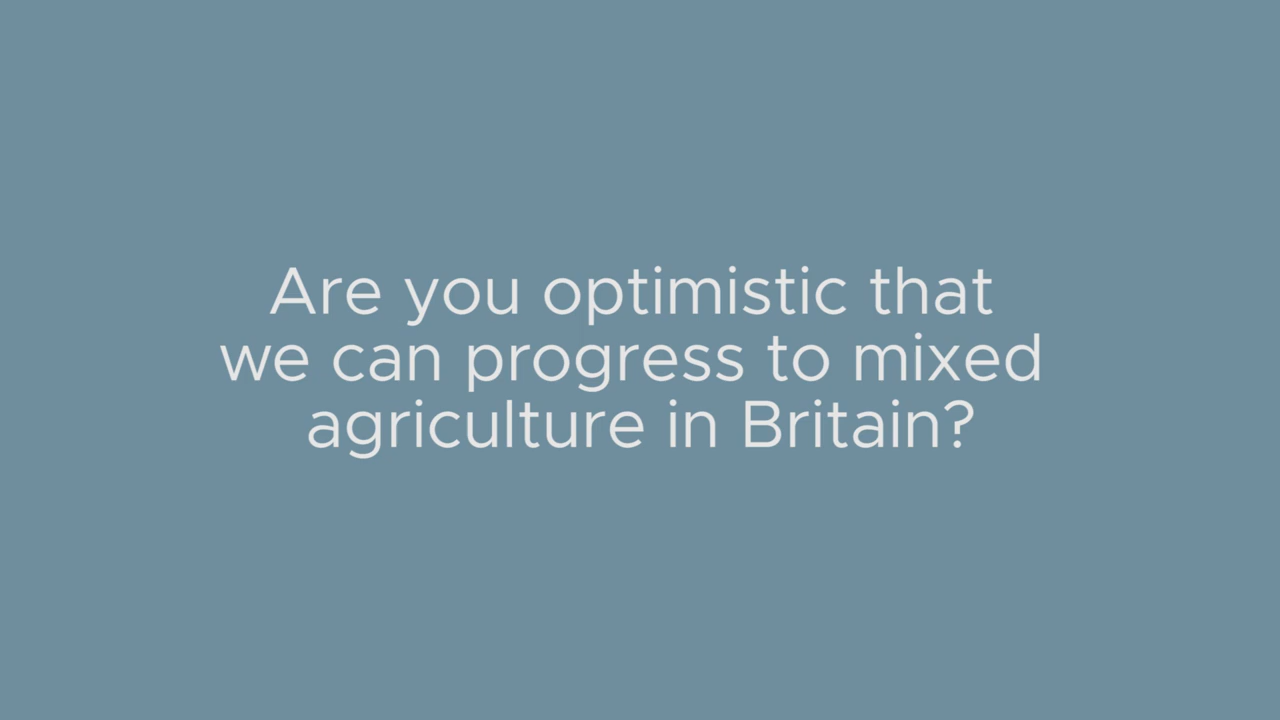 Are you optimistic that
we can progress to mixed
agriculture in Britain?